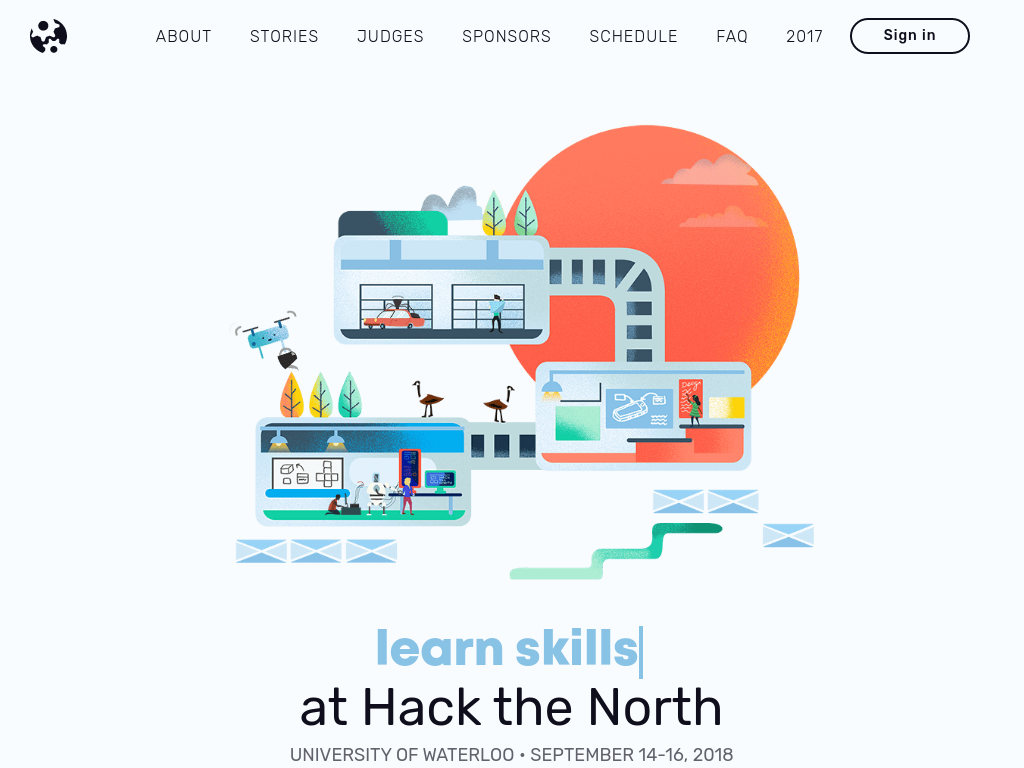 ABOUT STORIES JUDGES SPONSORS SCHEDULE FAQ 2017 Sign in
Design
learn skills
at Hack the North
UNIVERSITY OF WATERLOO • SEPTEMBER 14-16, 2018